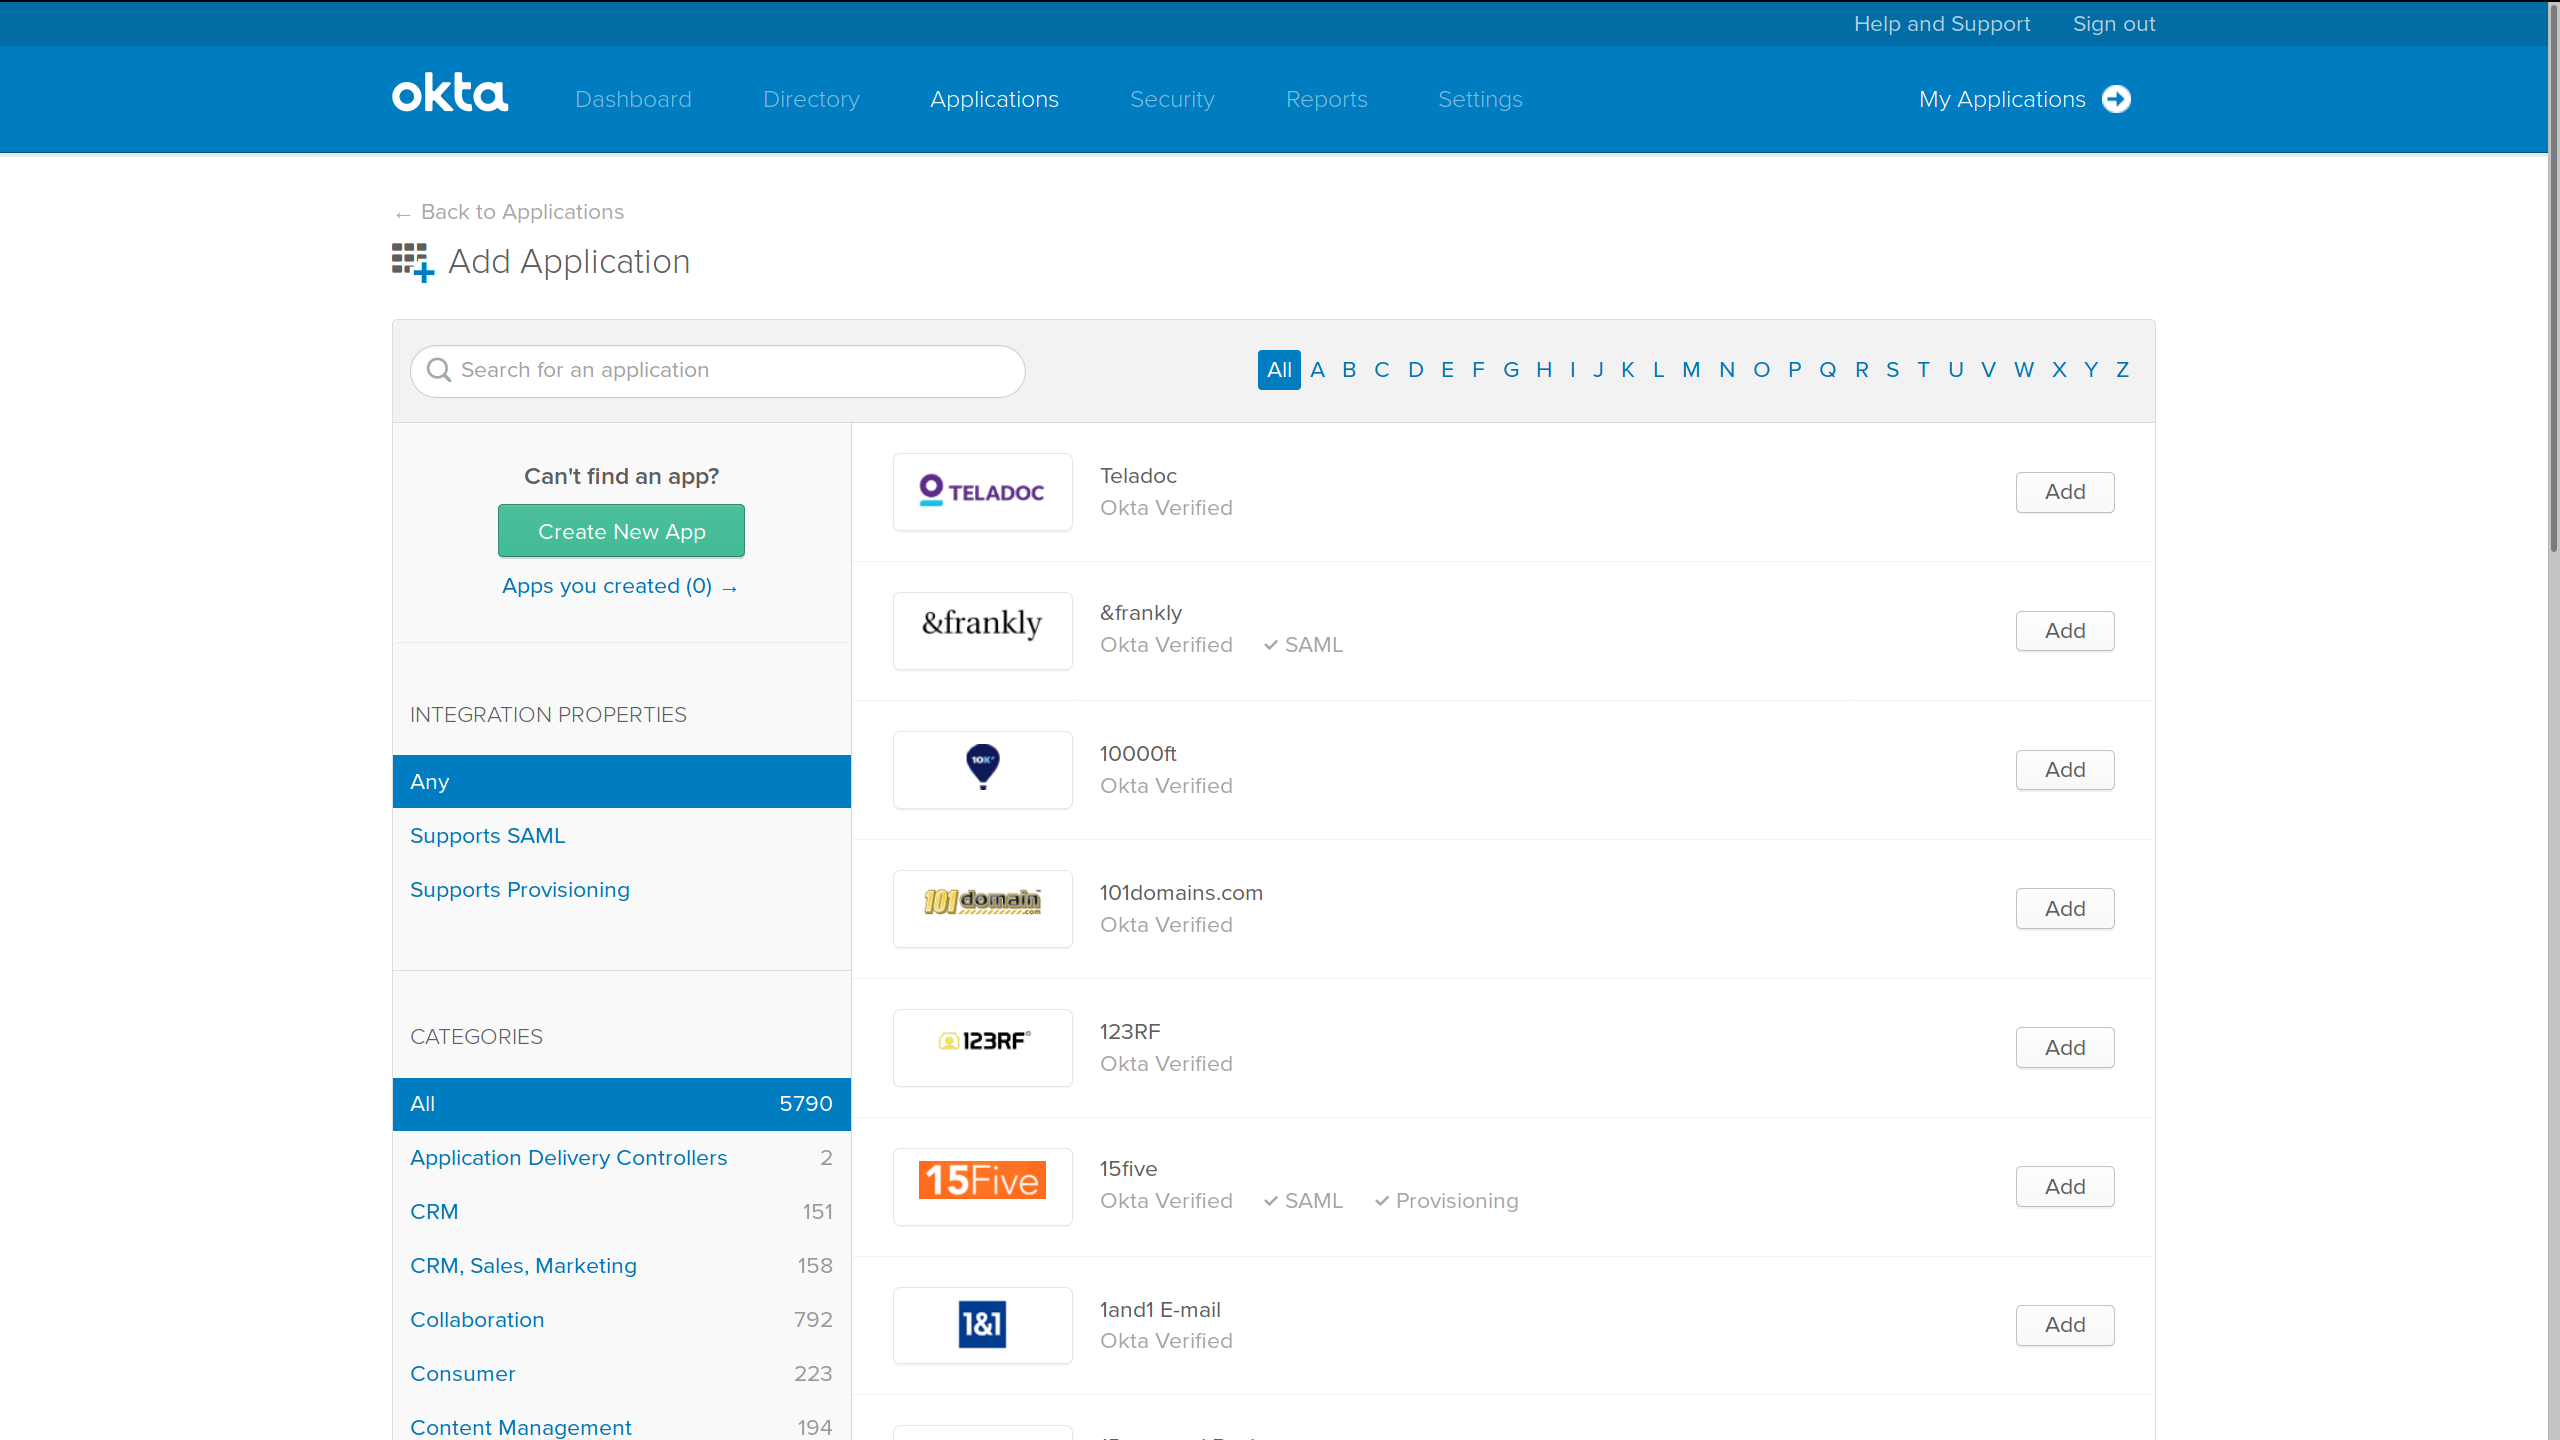 Help and Support Sign out
okta Dashboard Directory Applications Security Reports Settings My Applications
← Back to Applications
Add Application
Search for an application
All A B C D E F G H I J K L M N O P Q R S T U V W X Y Z
Can't find an app?
Create New App
Apps you created (0) →
INTEGRATION PROPERTIES
Any
Supports SAML
Supports Provisioning
CATEGORIES
All 5790
Application Delivery Controllers 2
CRM 151
CRM, Sales, Marketing 158
Collaboration 792
Consumer 223
Content Management 194
TELADOC
Teladoc
Okta Verified
Add
&frankly
&frankly
Okta Verified ✓ SAML
Add
10K
10000ft
Okta Verified
Add
101domain.com
101domains.com
Okta Verified
Add
123RF®
123RF
Okta Verified
Add
15Five
15five
Okta Verified ✓ SAML ✓ Provisioning
Add
1&1
1and1 E-mail
Okta Verified
Add